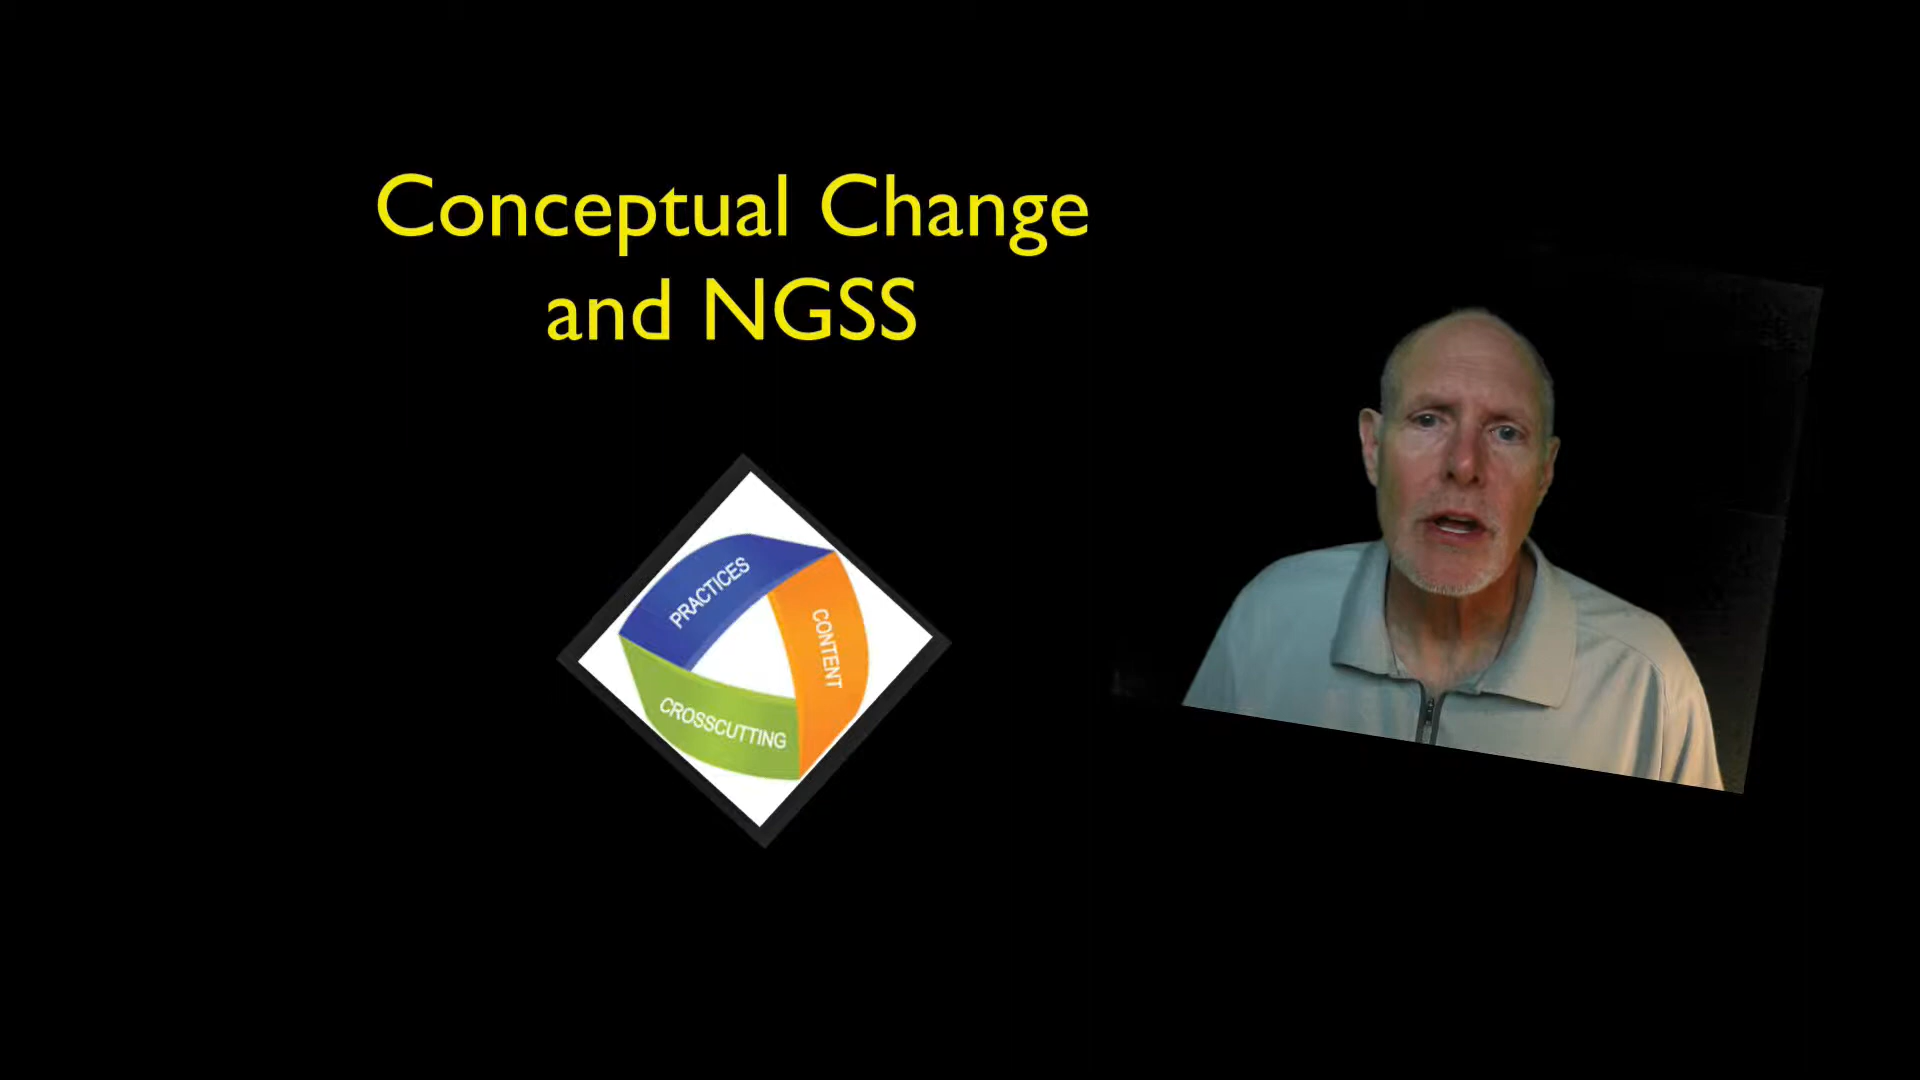 Conceptual Change
and NGSS
PRACTICES
CONTENT
CROSSCUTTING